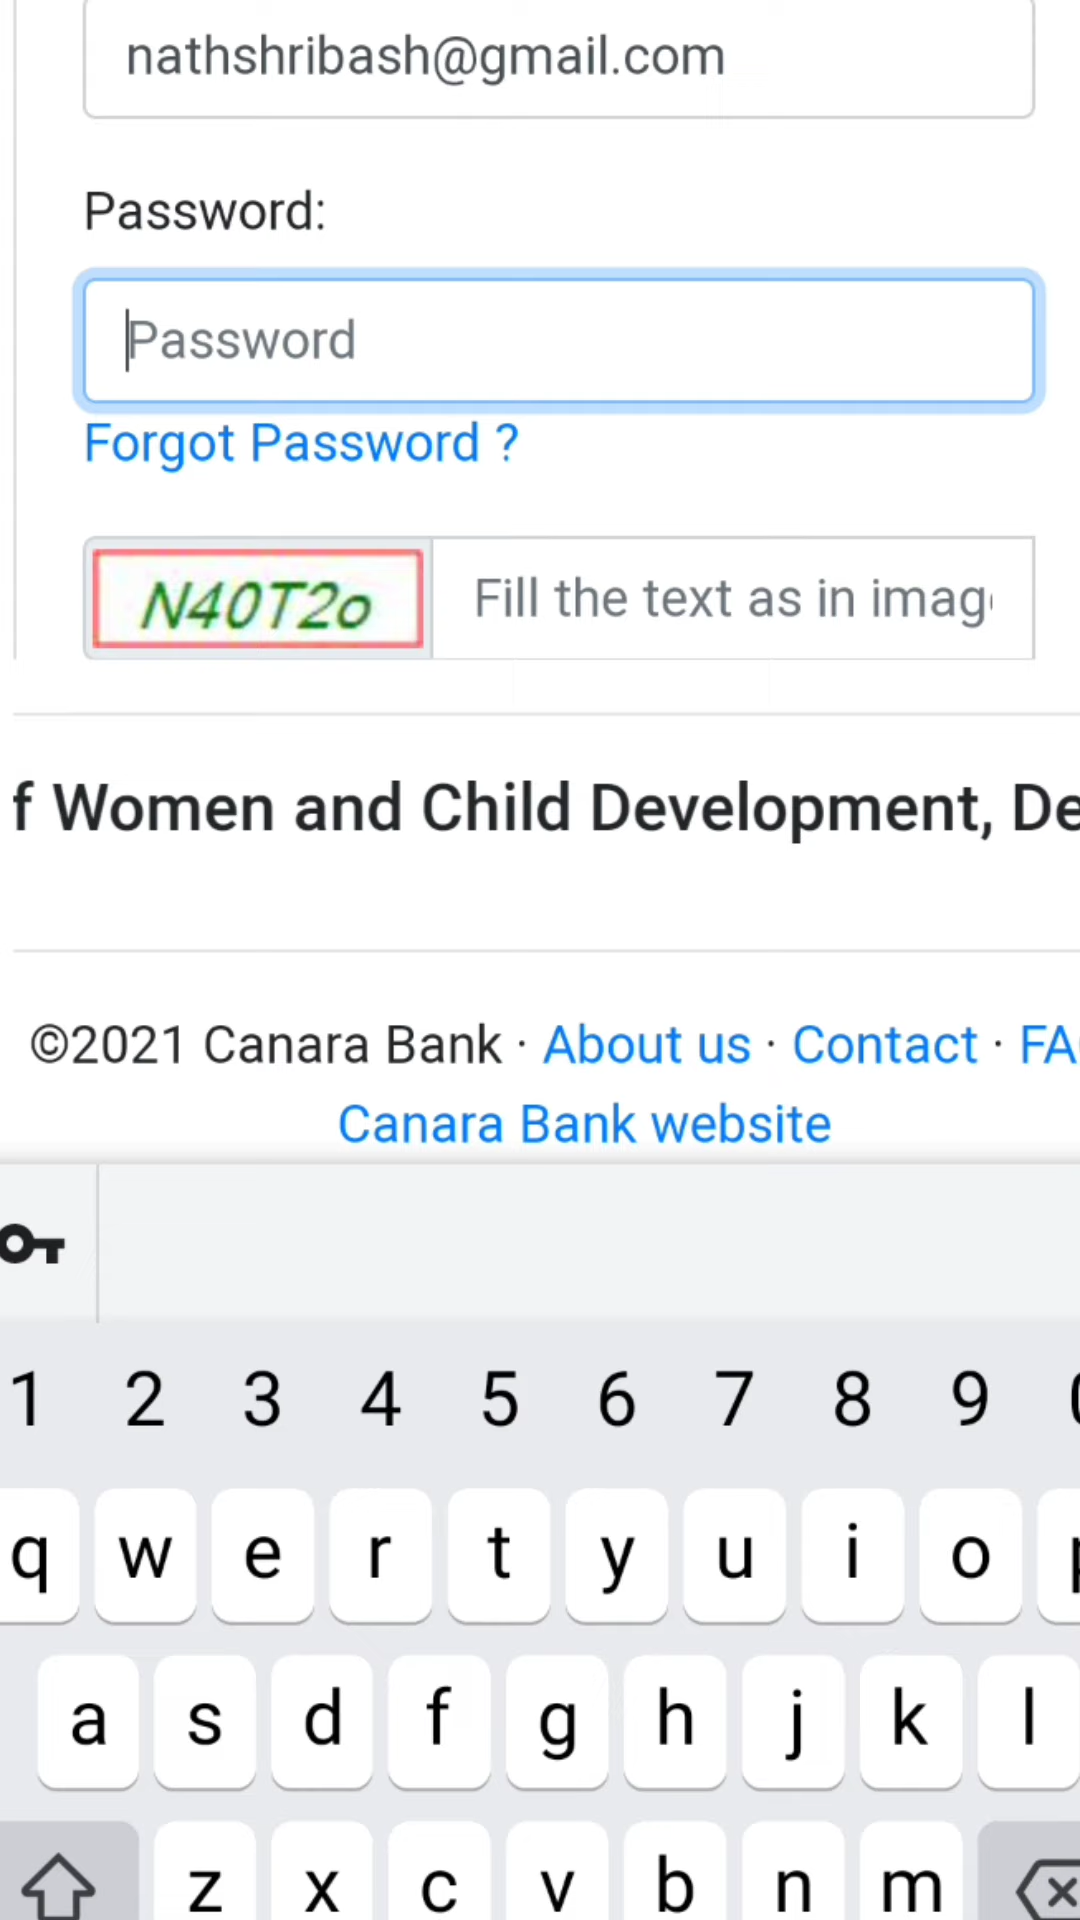 nathshribash@gmail.com
Password:
Password
Forgot Password ?
N40T2o Fill the text as in imag
f Women and Child Development, De
©2021 Canara Bank · About us · Contact · FA
Canara Bank website
1 2 3 4 5 6 7 8 9 0
q w e r t y u i o p
a s d f g h j k l
z x c v b n m